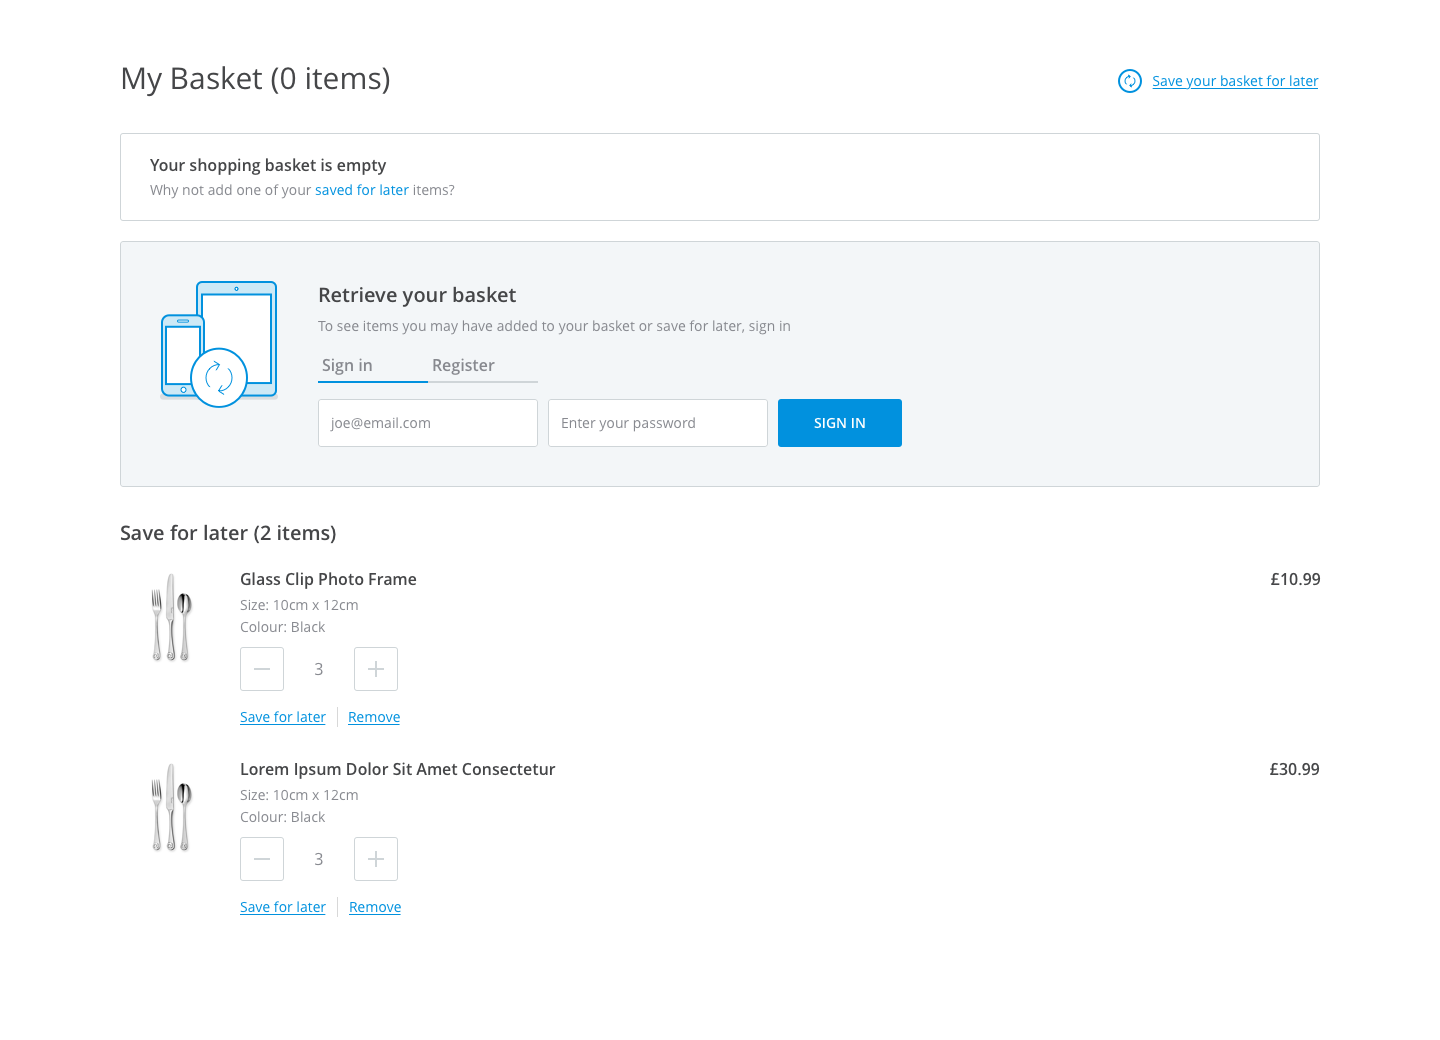 My Basket (0 items)
Save your basket for later
Your shopping basket is empty
Why not add one of your saved for later items?
Retrieve your basket
To see items you may have added to your basket or save for later, sign in
Sign in
Register
joe@email.com
Enter your password
SIGN IN
Save for later (2 items)
Glass Clip Photo Frame
£10.99
Size: 10cm x 12cm
Colour: Black
3
Save for later
Remove
Lorem Ipsum Dolor Sit Amet Consectetur
£30.99
Size: 10cm x 12cm
Colour: Black
3
Save for later
Remove